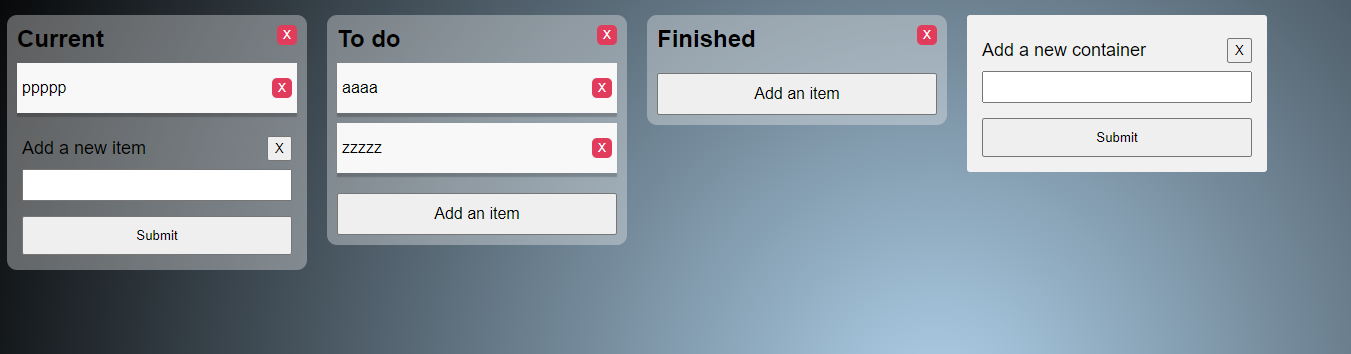 Current X
ppppp X
Add a new item X
Submit
To do X
aaaa X
zzzzz X
Add an item
Finished X
Add an item
Add a new container X
Submit